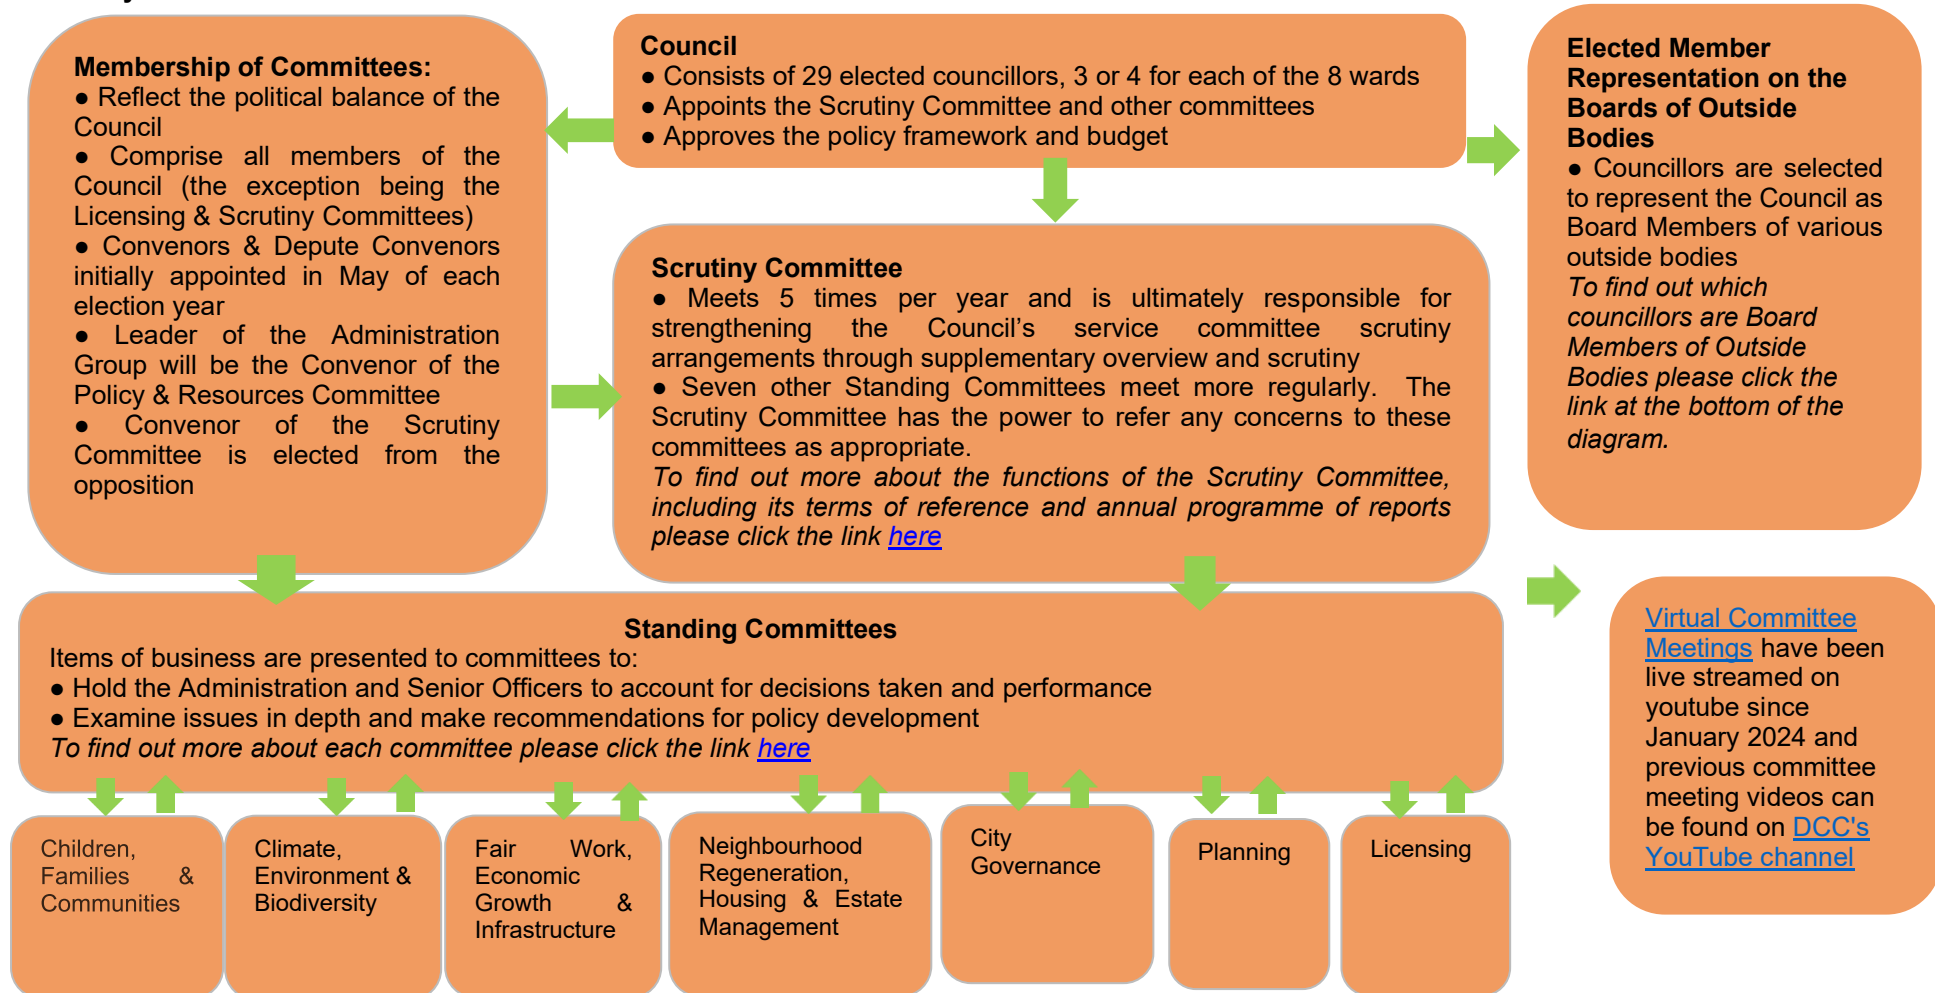 Membership of Committees:
● Reflect the political balance of the
Council
● Comprise all members of the
Council (the exception being the
Licensing & Scrutiny Committees)
● Convenors & Depute Convenors
initially appointed in May of each
election year
● Leader of the Administration
Group will be the Convenor of the
Policy & Resources Committee
● Convenor of the Scrutiny
Committee is elected from the
opposition
Council
● Consists of 29 elected councillors, 3 or 4 for each of the 8 wards
● Appoints the Scrutiny Committee and other committees
● Approves the policy framework and budget
Elected Member
Representation on the
Boards of Outside
Bodies
● Councillors are selected
to represent the Council as
Board Members of various
outside bodies
To find out which
councillors are Board
Members of Outside
Bodies please click the
link at the bottom of the
diagram.
Scrutiny Committee
● Meets 5 times per year and is ultimately responsible for
strengthening the Council’s service committee scrutiny
arrangements through supplementary overview and scrutiny
● Seven other Standing Committees meet more regularly. The
Scrutiny Committee has the power to refer any concerns to these
committees as appropriate.
To find out more about the functions of the Scrutiny Committee,
including its terms of reference and annual programme of reports
please click the link here
Standing Committees
Items of business are presented to committees to:
● Hold the Administration and Senior Officers to account for decisions taken and performance
● Examine issues in depth and make recommendations for policy development
To find out more about each committee please click the link here
Virtual Committee
Meetings have been
live streamed on
youtube since
January 2024 and
previous committee
meeting videos can
be found on DCC's
YouTube channel
Children,
Families &
Communities
Climate,
Environment &
Biodiversity
Fair Work,
Economic
Growth &
Infrastructure
Neighbourhood
Regeneration,
Housing & Estate
Management
City
Governance
Planning
Licensing